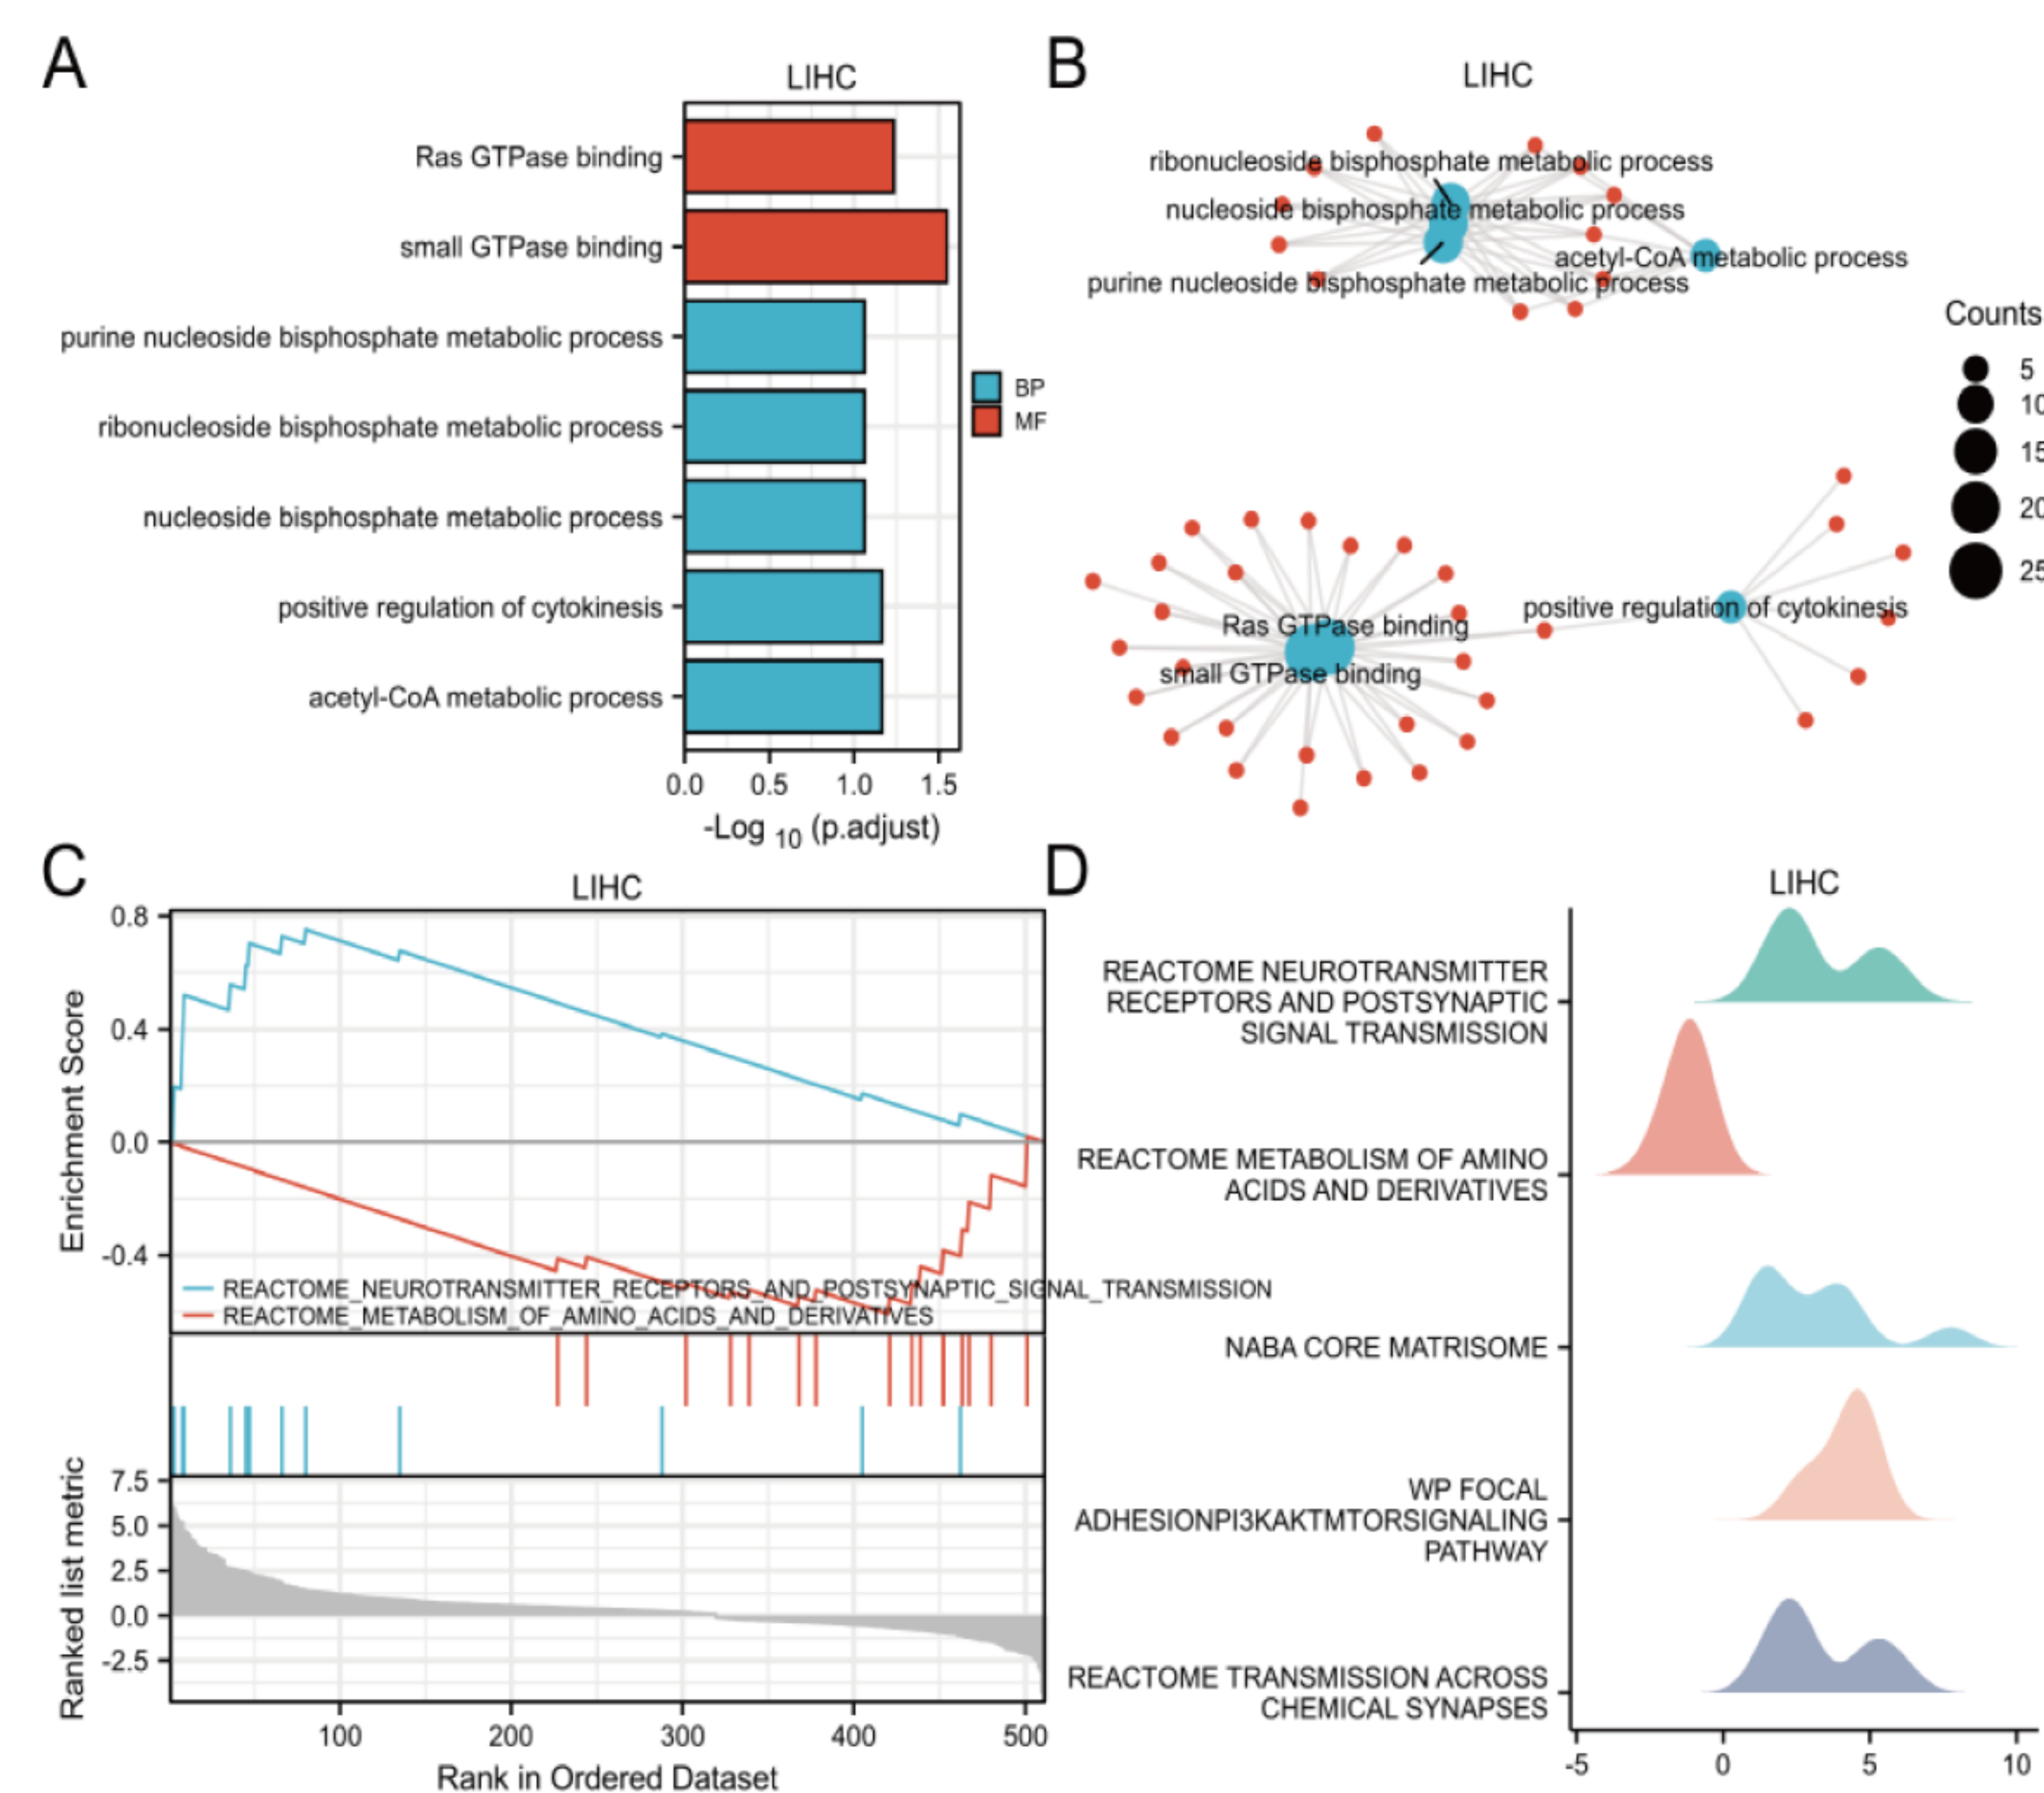 A
LIHC
Ras GTPase binding
small GTPase binding
purine nucleoside bisphosphate metabolic process
ribonucleoside bisphosphate metabolic process
nucleoside bisphosphate metabolic process
positive regulation of cytokinesis
acetyl-CoA metabolic process
0.0 0.5 1.0 1.5
-Log 10 (p.adjust)
BP
MF
B
LIHC
ribonucleoside bisphosphate metabolic process
nucleoside bisphosphate metabolic process
acetyl-CoA metabolic process
purine nucleoside bisphosphate metabolic process
positive regulation of cytokinesis
Ras GTPase binding
small GTPase binding
Counts
5
10
15
20
25
C
LIHC
Enrichment Score
0.8
0.4
0.0
-0.4
REACTOME_NEUROTRANSMITTER_RECEPTORS_AND_POSTSYNAPTIC_SIGNAL_TRANSMISSION
REACTOME_METABOLISM_OF_AMINO_ACIDS_AND_DERIVATIVES
Ranked list metric
7.5
5.0
2.5
0.0
-2.5
100 200 300 400 500
Rank in Ordered Dataset
D
LIHC
REACTOME NEUROTRANSMITTER
RECEPTORS AND POSTSYNAPTIC
SIGNAL TRANSMISSION
REACTOME METABOLISM OF AMINO
ACIDS AND DERIVATIVES
NABA CORE MATRISOME
WP FOCAL
ADHESIONPI3KAKTMTORSIGNALING
PATHWAY
REACTOME TRANSMISSION ACROSS
CHEMICAL SYNAPSES
-5 0 5 10